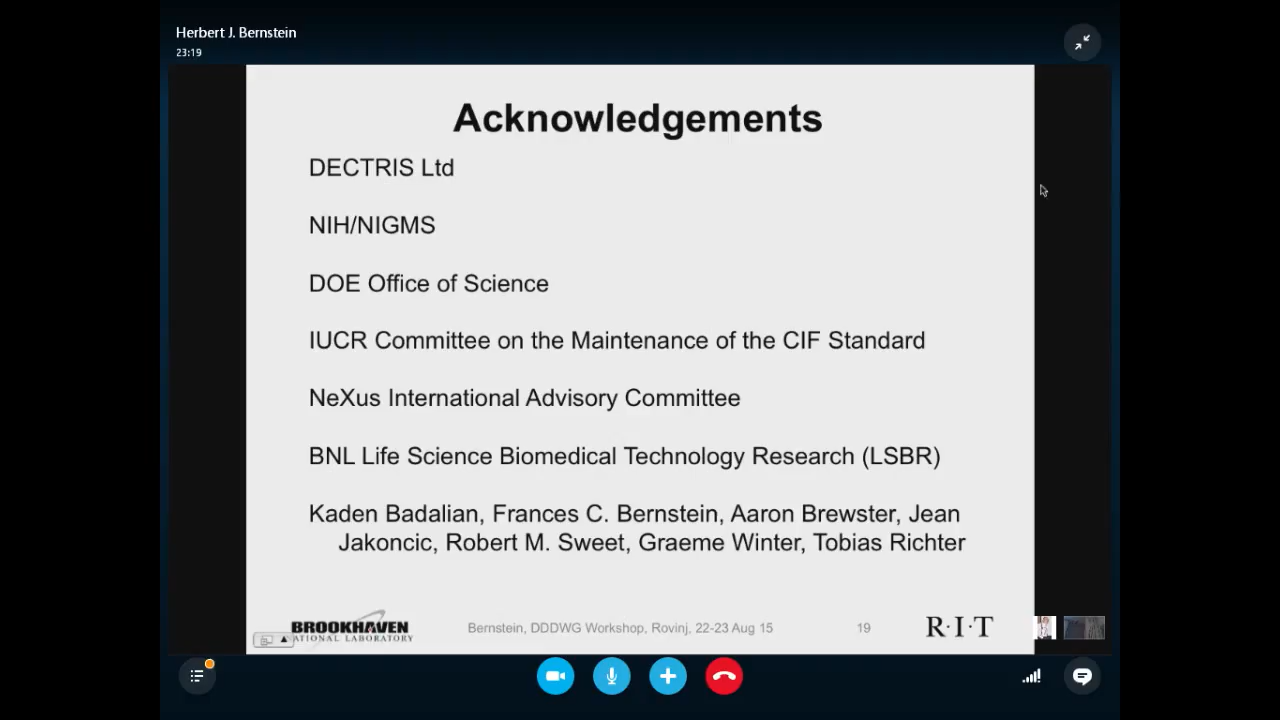 Herbert J. Bernstein
23:19
Acknowledgements
DECTRIS Ltd
NIH/NIGMS
DOE Office of Science
IUCR Committee on the Maintenance of the CIF Standard
NeXus International Advisory Committee
BNL Life Science Biomedical Technology Research (LSBR)
Kaden Badalian, Frances C. Bernstein, Aaron Brewster, Jean
Jakoncic, Robert M. Sweet, Graeme Winter, Tobias Richter
BROOKHAVEN
ATIONAL LABORATORY
Bernstein, DDDWG Workshop, Rovinj, 22-23 Aug 15
19
R·I·T